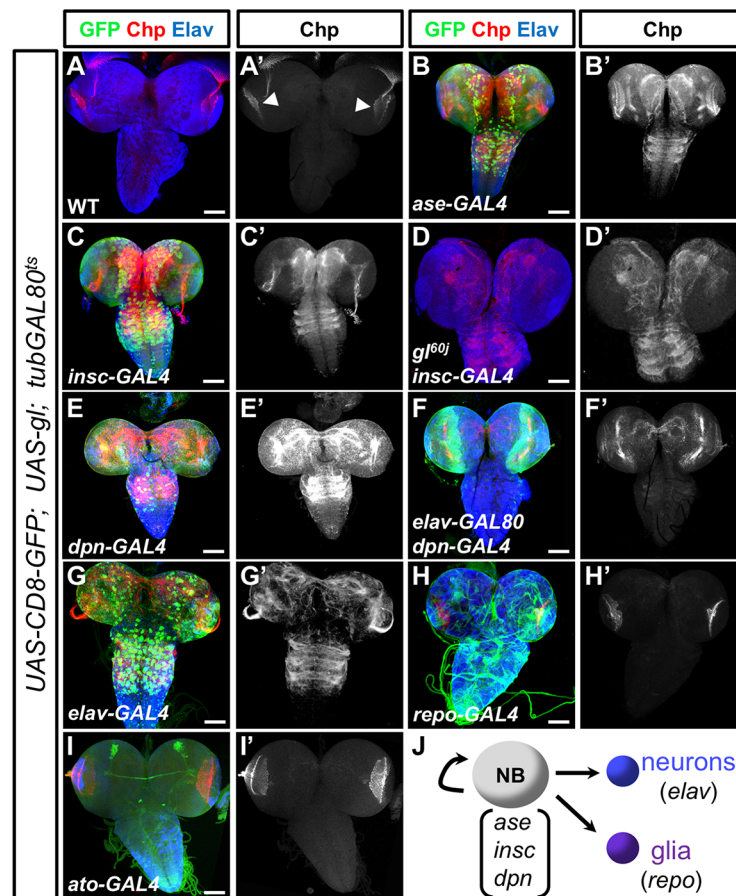 GFP Chp Elav
Chp
GFP Chp Elav
Chp
UAS-CD8-GFP; UAS-gl; tubGAL80ts
A
WT
A'
B
ase-GAL4
B'
C
insc-GAL4
C'
D
gl60j
insc-GAL4
D'
E
dpn-GAL4
E'
F
elav-GAL80
dpn-GAL4
F'
G
elav-GAL4
G'
H
repo-GAL4
H'
I
ato-GAL4
I'
J
NB
ase
insc
dpn
neurons
(elav)
glia
(repo)